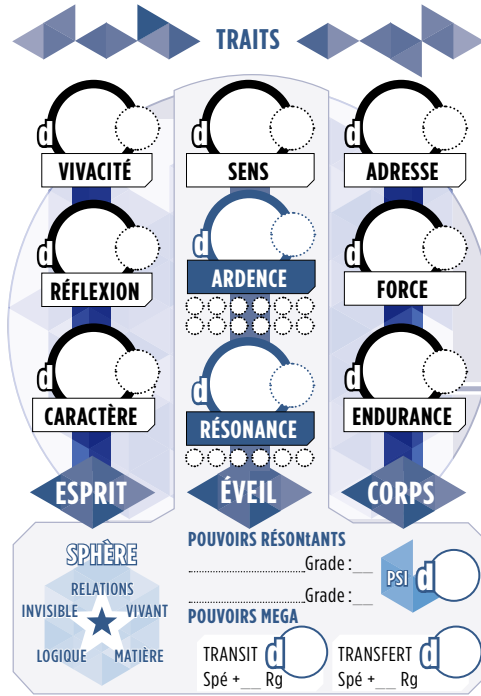 TRAITS
d d d
VIVACITÉ SENS ADRESSE
d d d
RÉFLEXION ARDENCE FORCE
d d d
CARACTÈRE RÉSONANCE ENDURANCE
ESPRIT ÉVEIL CORPS
SPHÈRE
RELATIONS
INVISIBLE VIVANT
LOGIQUE MATIÈRE
POUVOIRS RÉSONtANTS
Grade :__
PSI d
Grade :__
POUVOIRS MEGA
TRANSIT d
Spé +__ Rg
TRANSFERT d
Spé +__ Rg